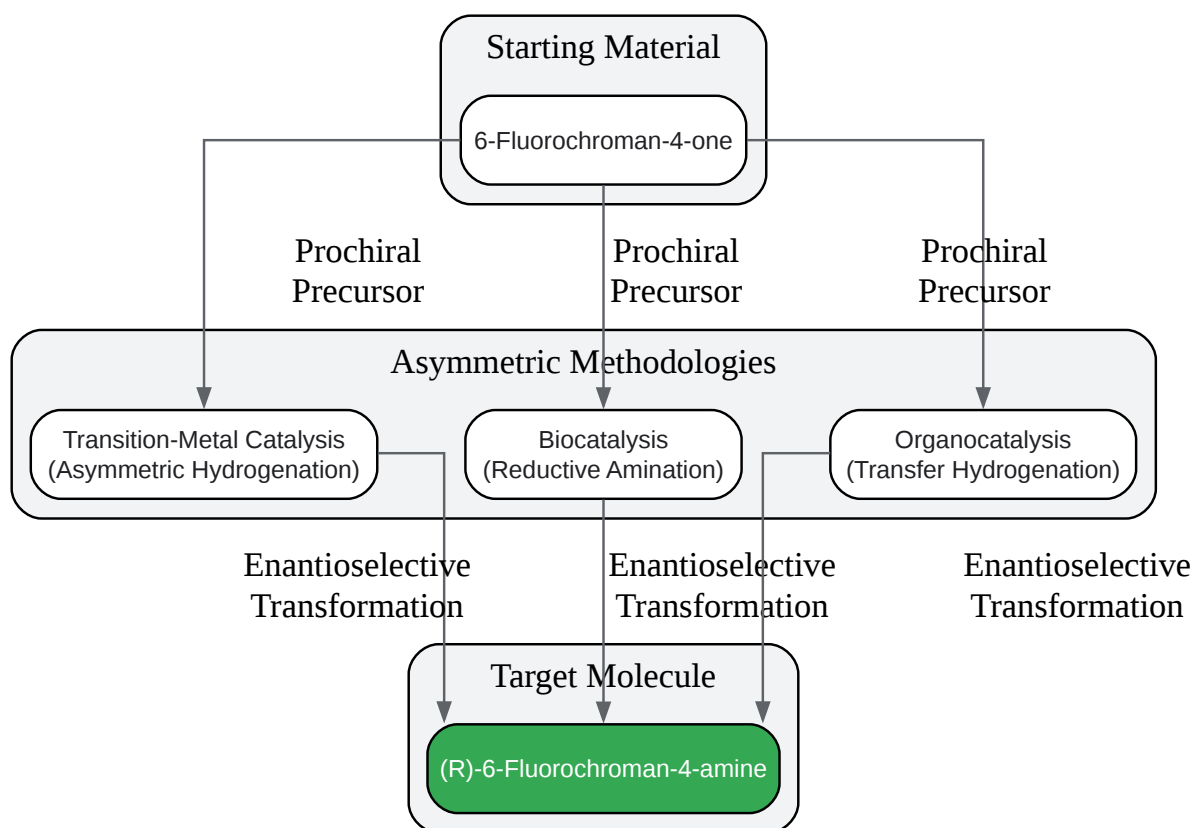 Starting Material
6-Fluorochroman-4-one
Prochiral
Precursor
Prochiral
Precursor
Prochiral
Precursor
Asymmetric Methodologies
Transition-Metal Catalysis
(Asymmetric Hydrogenation)
Biocatalysis
(Reductive Amination)
Organocatalysis
(Transfer Hydrogenation)
Enantioselective
Transformation
Enantioselective
Transformation
Enantioselective
Transformation
Target Molecule
(R)-6-Fluorochroman-4-amine